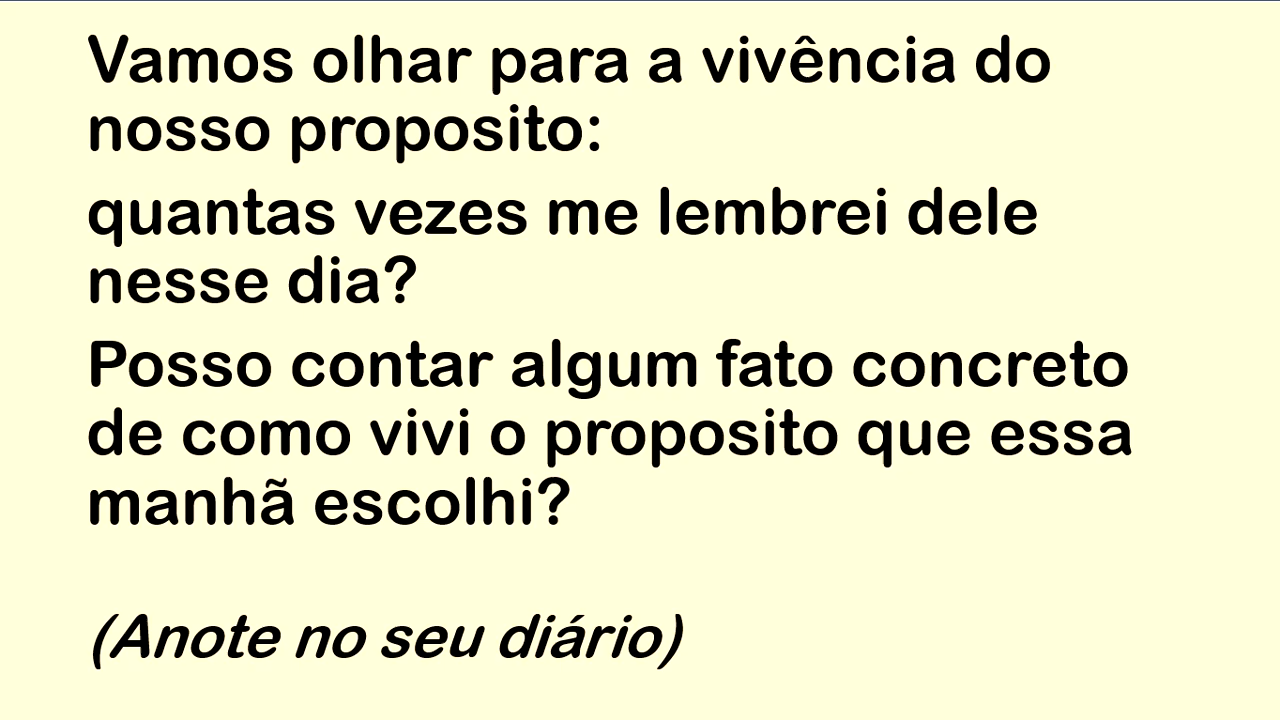 Vamos olhar para a vivência do
nosso proposito:
quantas vezes me lembrei dele
nesse dia?
Posso contar algum fato concreto
de como vivi o proposito que essa
manhã escolhi?
(Anote no seu diário)